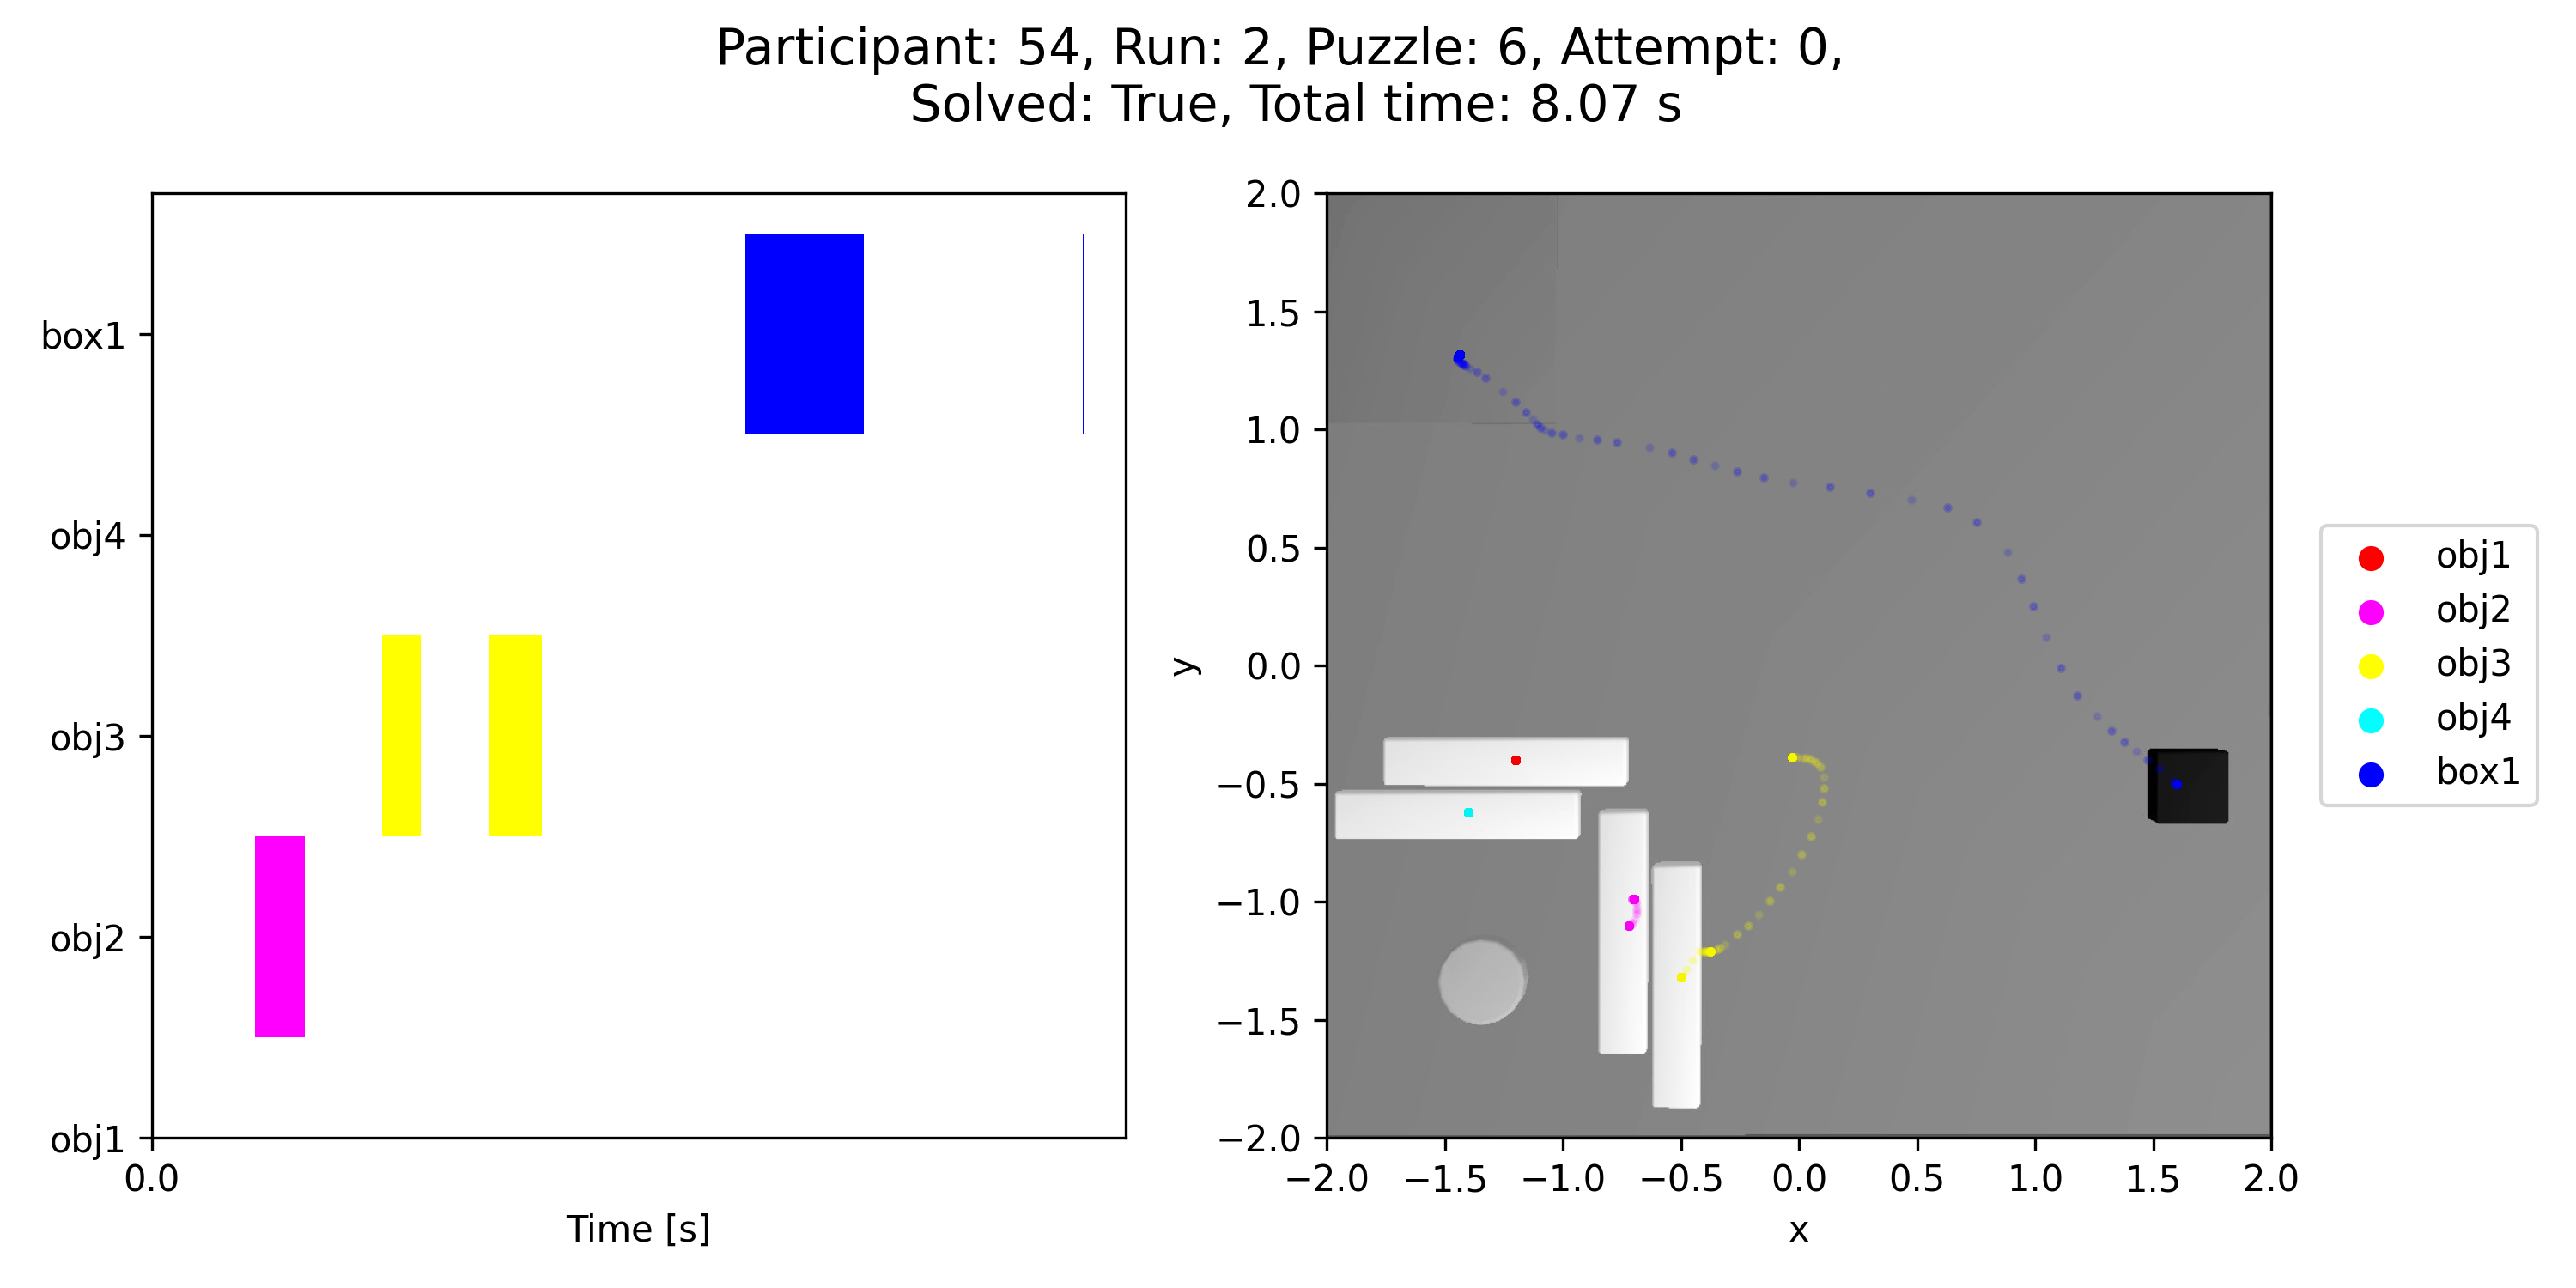 Participant: 54, Run: 2, Puzzle: 6, Attempt: 0,
Solved: True, Total time: 8.07 s
box1
obj4
obj3
obj2
obj1
0.0
Time [s]
2.0
1.5
1.0
0.5
0.0
−0.5
−1.0
−1.5
−2.0
y
−2.0 −1.5 −1.0 −0.5 0.0 0.5 1.0 1.5 2.0
x
obj1
obj2
obj3
obj4
box1